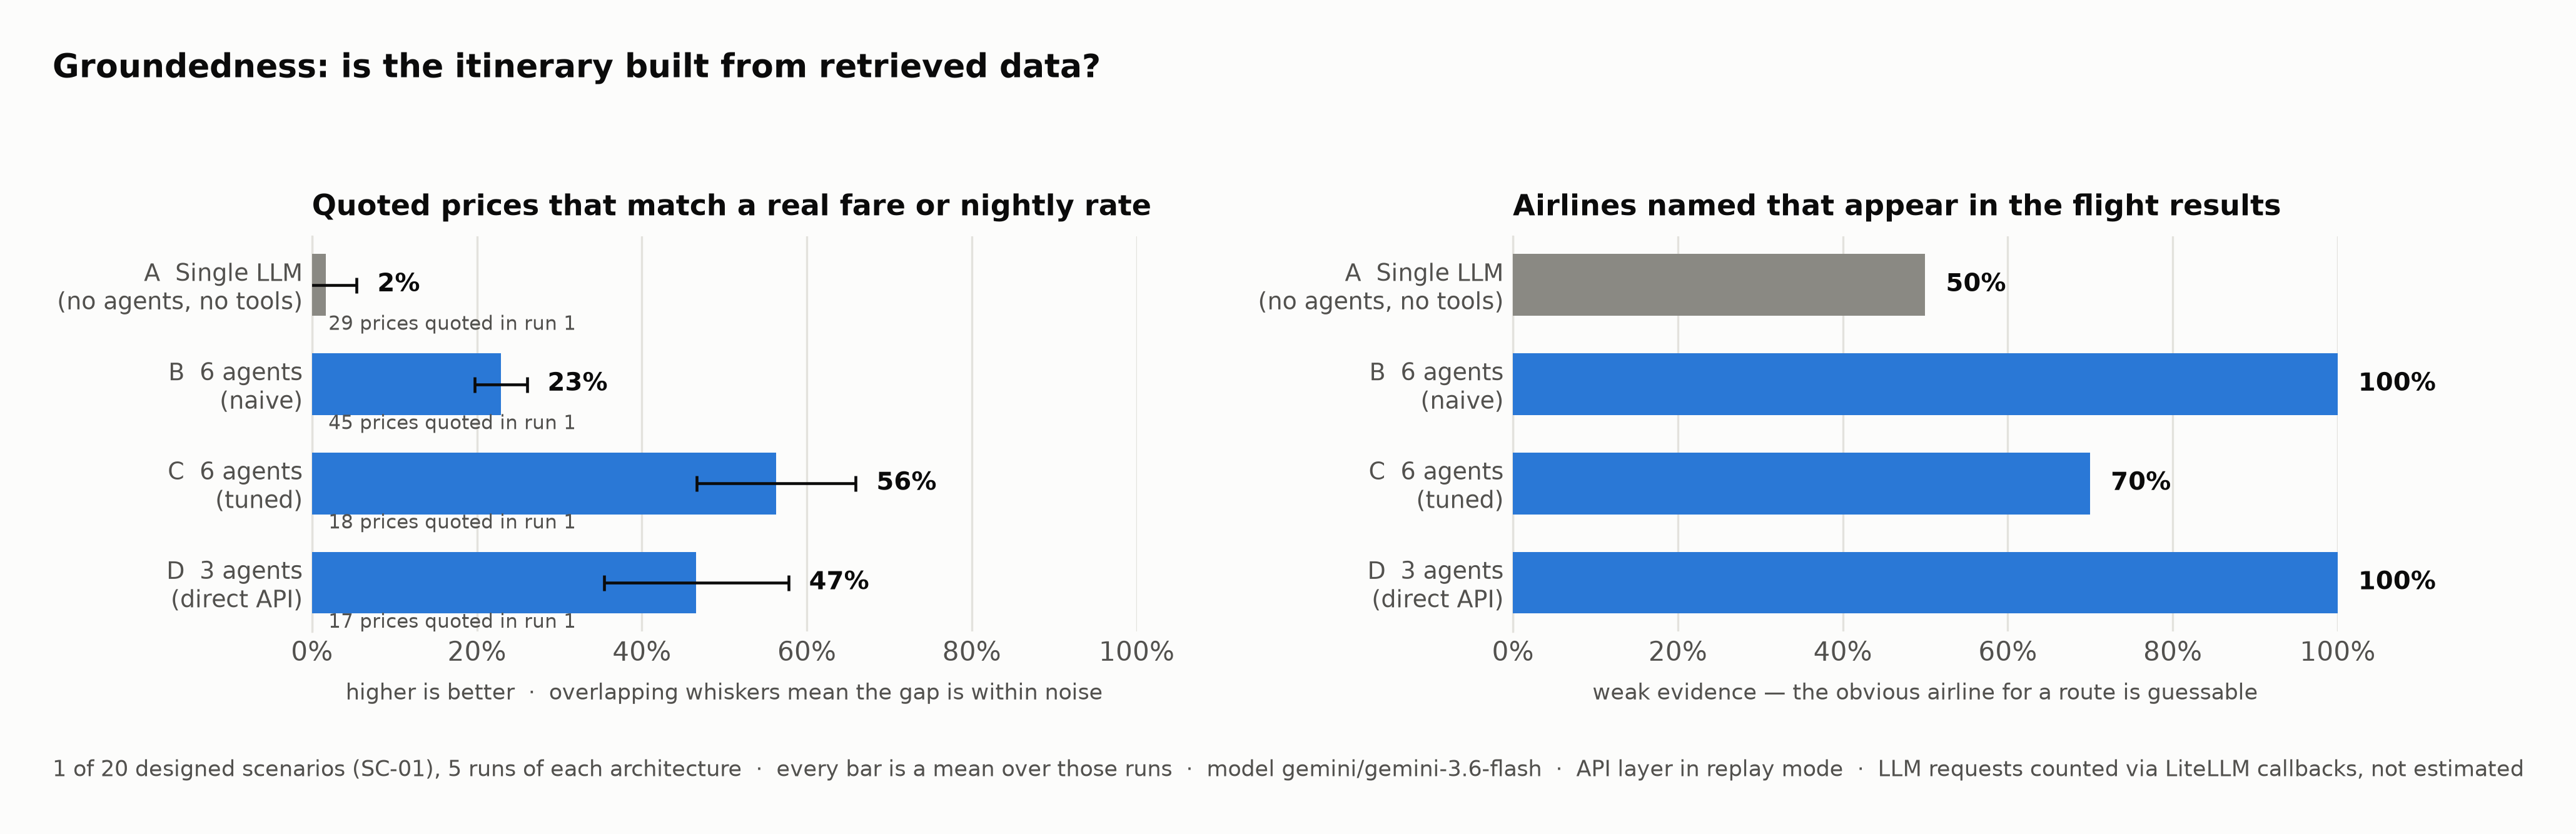 Groundedness: is the itinerary built from retrieved data?
Quoted prices that match a real fare or nightly rate
A  Single LLM
(no agents, no tools)
2%
29 prices quoted in run 1
B  6 agents
(naive)
23%
45 prices quoted in run 1
C  6 agents
(tuned)
56%
18 prices quoted in run 1
D  3 agents
(direct API)
47%
17 prices quoted in run 1
0% 20% 40% 60% 80% 100%
higher is better · overlapping whiskers mean the gap is within noise
Airlines named that appear in the flight results
A  Single LLM
(no agents, no tools)
50%
B  6 agents
(naive)
100%
C  6 agents
(tuned)
70%
D  3 agents
(direct API)
100%
0% 20% 40% 60% 80% 100%
weak evidence — the obvious airline for a route is guessable
1 of 20 designed scenarios (SC-01), 5 runs of each architecture · every bar is a mean over those runs · model gemini/gemini-3.6-flash · API layer in replay mode · LLM requests counted via LiteLLM callbacks, not estimated